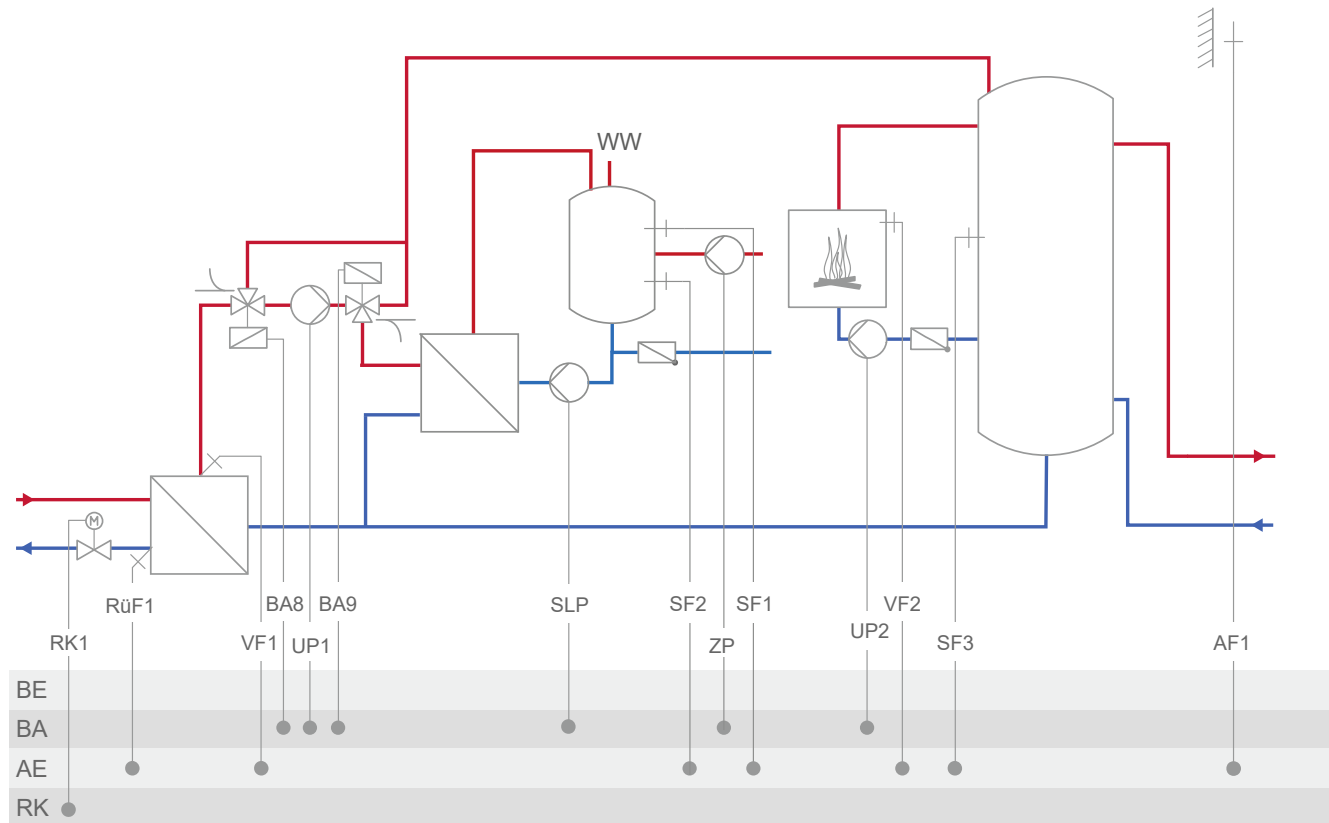 WW
M
RüF1
BA8
BA9
SLP
SF2
SF1
VF2
RK1
VF1
UP1
ZP
UP2
SF3
AF1
BE
BA
AE
RK